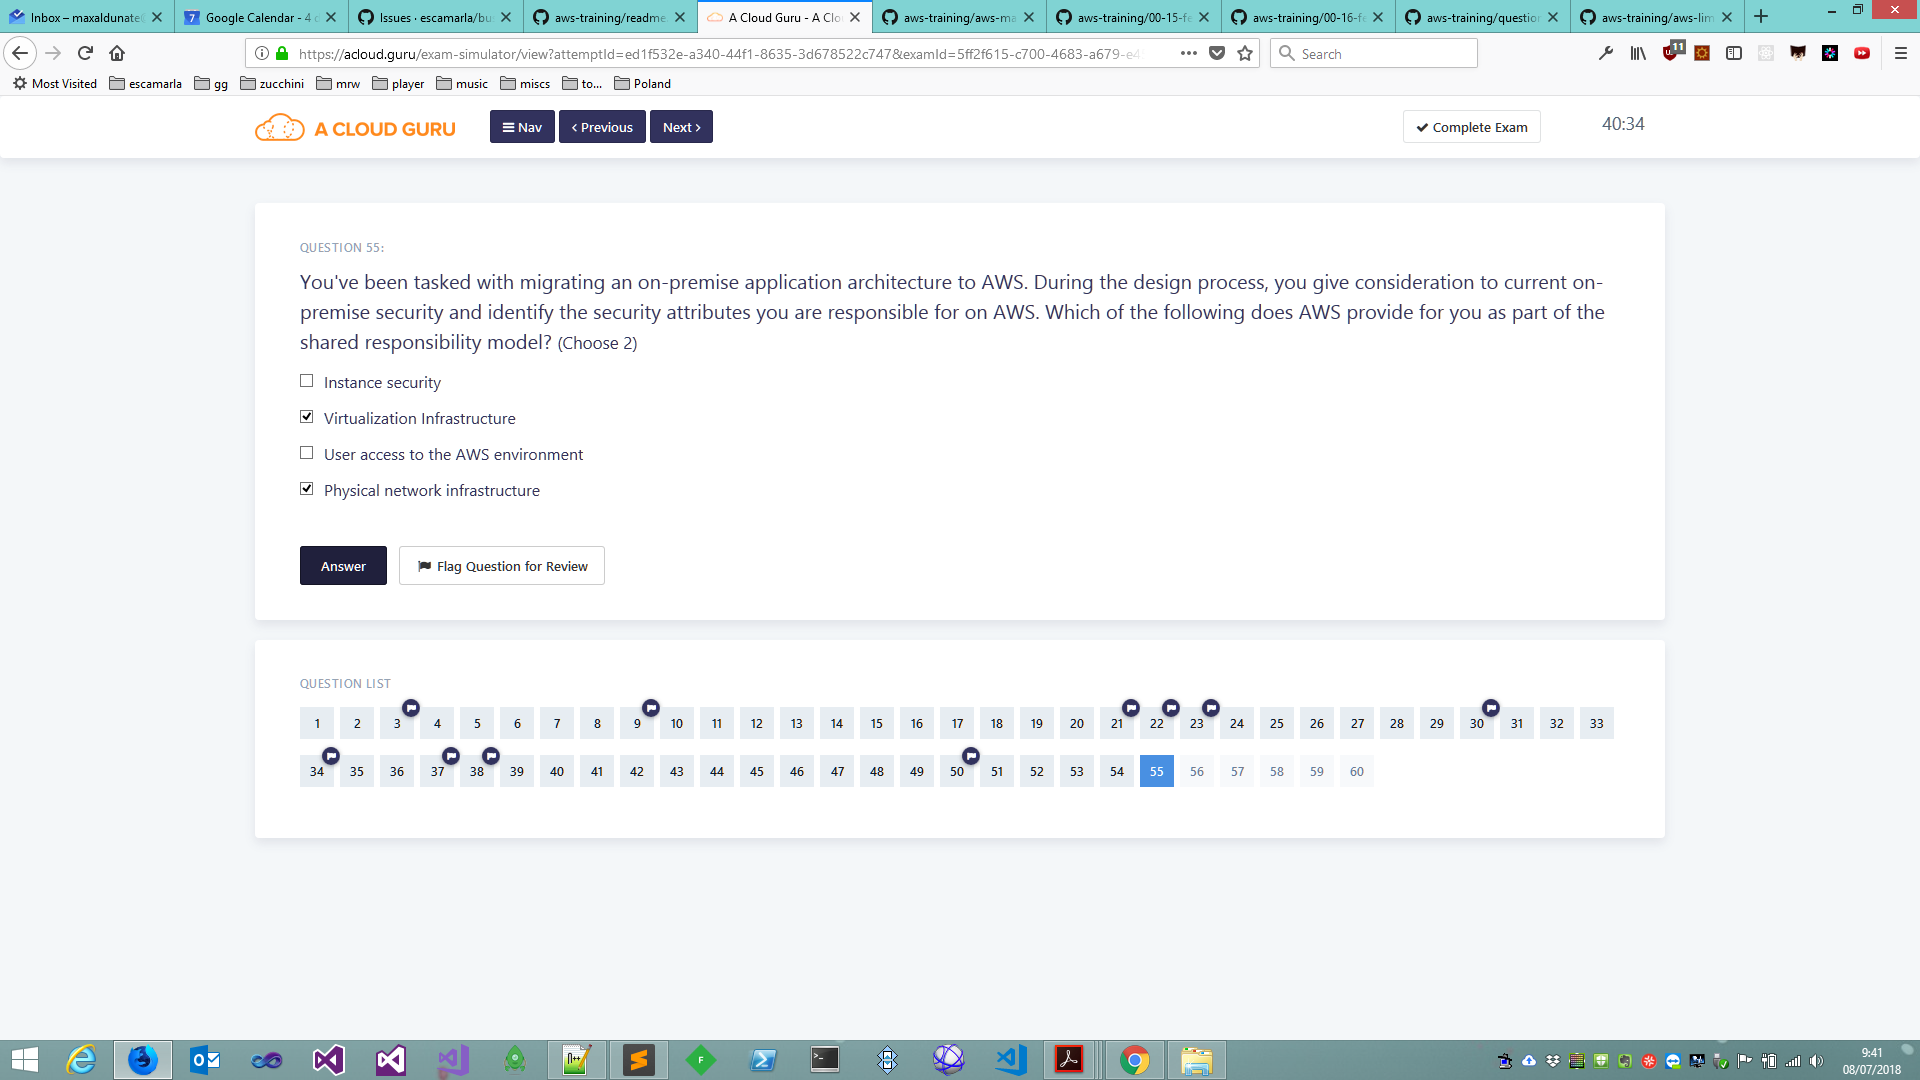 Inbox – maxaldunate
Google Calendar - 4
Issues · escamarla/bu
aws-training/readme.
A Cloud Guru - A Clo
aws-training/aws-ma
aws-training/00-15-fe
aws-training/00-16-fe
aws-training/question
aws-training/aws-lim
https://acloud.guru/exam-simulator/view?attemptId=ed1f532e-a340-44f1-8635-3d678522c747&examId=5ff2f615-c700-4683-a679-e4
Search
11
Most Visited escamarla gg zucchini mrw player music miscs to... Poland
A CLOUD GURU
Nav
Previous
Next
Complete Exam
40:34
QUESTION 55:
You've been tasked with migrating an on-premise application architecture to AWS. During the design process, you give consideration to current on-
premise security and identify the security attributes you are responsible for on AWS. Which of the following does AWS provide for you as part of the
shared responsibility model? (Choose 2)
Instance security
Virtualization Infrastructure
User access to the AWS environment
Physical network infrastructure
Answer
Flag Question for Review
QUESTION LIST
1 2 3 4 5 6 7 8 9 10 11 12 13 14 15 16 17 18 19 20 21 22 23 24 25 26 27 28 29 30 31 32 33
34 35 36 37 38 39 40 41 42 43 44 45 46 47 48 49 50 51 52 53 54 55 56 57 58 59 60
9:41
08/07/2018